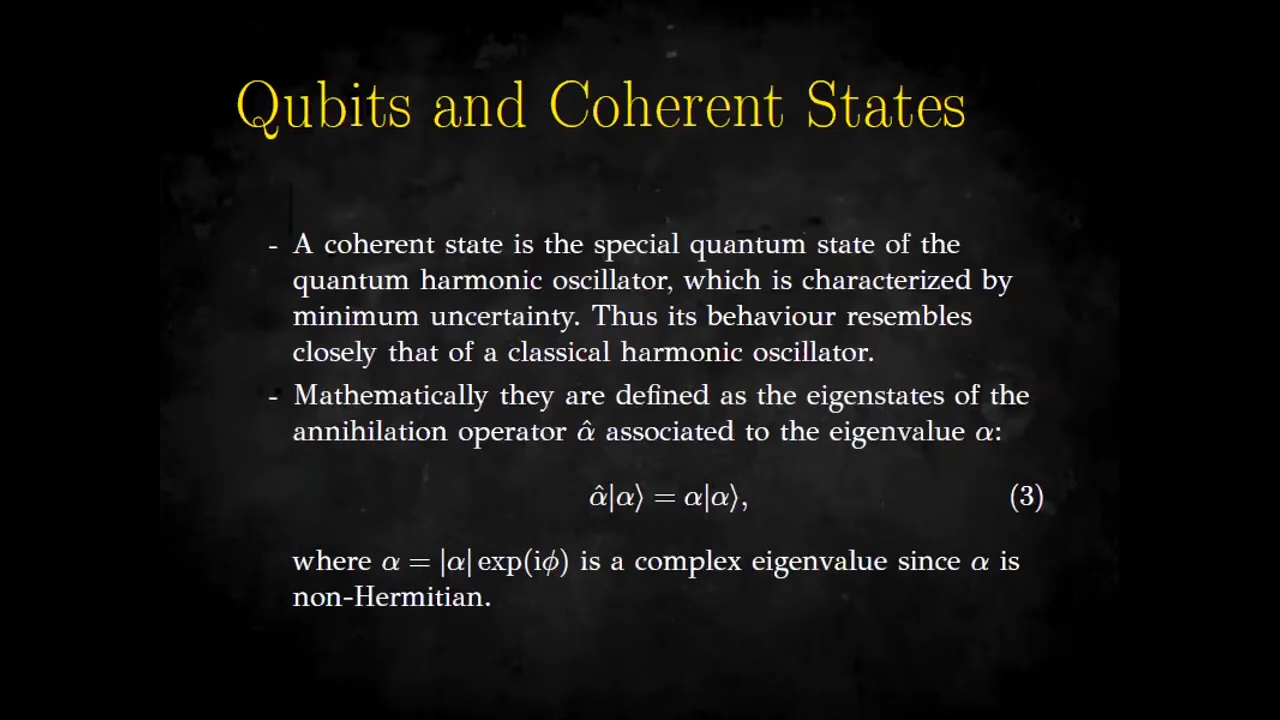 Qubits and Coherent States
- A coherent state is the special quantum state of the
quantum harmonic oscillator, which is characterized by
minimum uncertainty. Thus its behaviour resembles
closely that of a classical harmonic oscillator.
- Mathematically they are defined as the eigenstates of the
annihilation operator α̂ associated to the eigenvalue α:
α̂|α⟩ = α|α⟩, (3)
where α = |α| exp(iϕ) is a complex eigenvalue since α is
non-Hermitian.